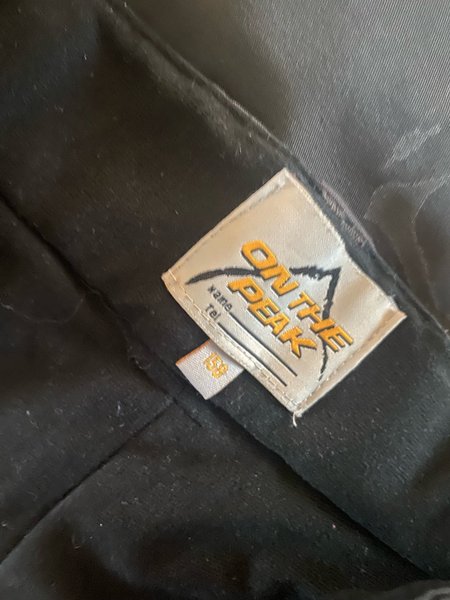 ON THE
PEAK
Name
Tel
158